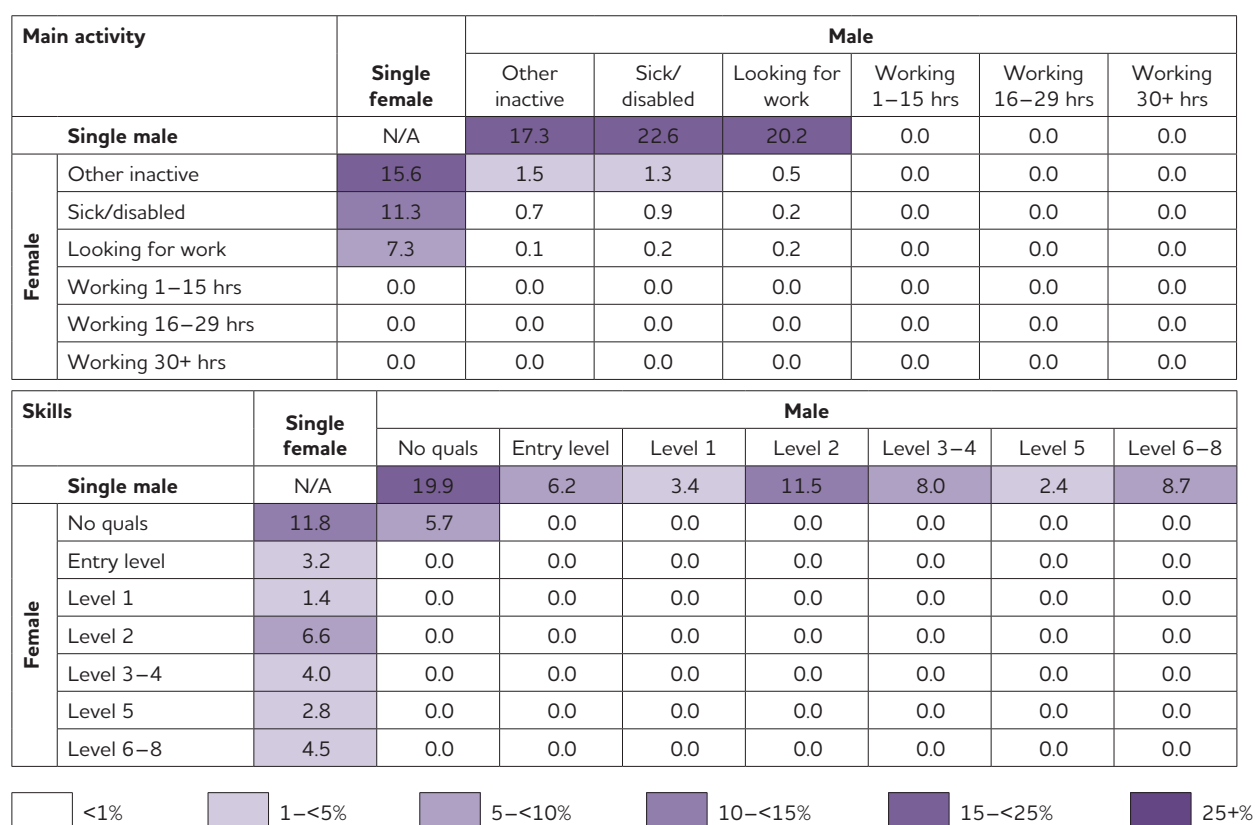 Main activity Single female Male
Other inactive Sick/ disabled Looking for work Working 1–15 hrs Working 16–29 hrs Working 30+ hrs
Single male N/A 17.3 22.6 20.2 0.0 0.0 0.0
Female
Other inactive 15.6 1.5 1.3 0.5 0.0 0.0 0.0
Sick/disabled 11.3 0.7 0.9 0.2 0.0 0.0 0.0
Looking for work 7.3 0.1 0.2 0.2 0.0 0.0 0.0
Working 1–15 hrs 0.0 0.0 0.0 0.0 0.0 0.0 0.0
Working 16–29 hrs 0.0 0.0 0.0 0.0 0.0 0.0 0.0
Working 30+ hrs 0.0 0.0 0.0 0.0 0.0 0.0 0.0
Skills Single female Male
No quals Entry level Level 1 Level 2 Level 3–4 Level 5 Level 6–8
Single male N/A 19.9 6.2 3.4 11.5 8.0 2.4 8.7
Female
No quals 11.8 5.7 0.0 0.0 0.0 0.0 0.0 0.0
Entry level 3.2 0.0 0.0 0.0 0.0 0.0 0.0 0.0
Level 1 1.4 0.0 0.0 0.0 0.0 0.0 0.0 0.0
Level 2 6.6 0.0 0.0 0.0 0.0 0.0 0.0 0.0
Level 3–4 4.0 0.0 0.0 0.0 0.0 0.0 0.0 0.0
Level 5 2.8 0.0 0.0 0.0 0.0 0.0 0.0 0.0
Level 6–8 4.5 0.0 0.0 0.0 0.0 0.0 0.0 0.0
<1% 1–<5% 5–<10% 10–<15% 15–<25% 25+%